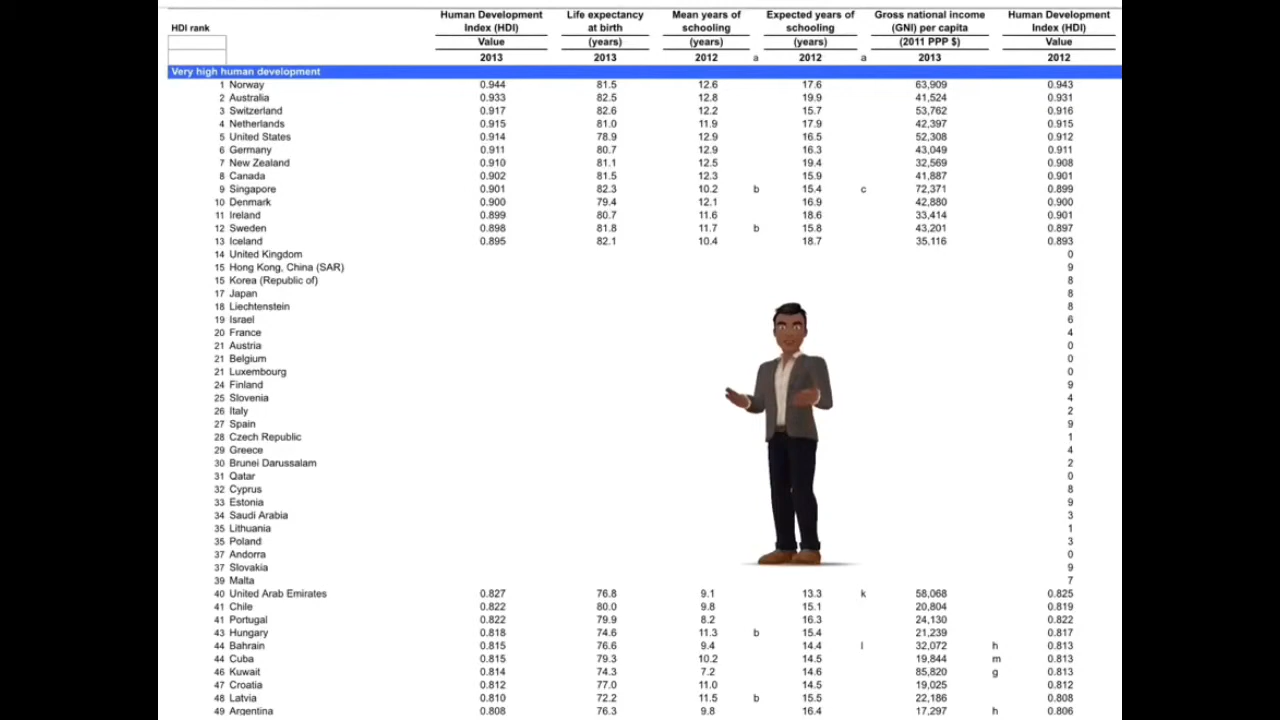 Human Development Life expectancy Mean years of Expected years of Gross national income Human Development
HDI rank Index (HDI) at birth schooling schooling (GNI) per capita Index (HDI)
Value (years) (years) (years) (2011 PPP $) Value
2013 2013 2012 a 2012 a 2013 2012
Very high human development
1 Norway 0.944 81.5 12.6 17.6 63,909 0.943
2 Australia 0.933 82.5 12.8 19.9 41,524 0.931
3 Switzerland 0.917 82.6 12.2 15.7 53,762 0.916
4 Netherlands 0.915 81.0 11.9 17.9 42,397 0.915
5 United States 0.914 78.9 12.9 16.5 52,308 0.912
6 Germany 0.911 80.7 12.9 16.3 43,049 0.911
7 New Zealand 0.910 81.1 12.5 19.4 32,569 0.908
8 Canada 0.902 81.5 12.3 15.9 41,887 0.901
9 Singapore 0.901 82.3 10.2 b 15.4 c 72,371 0.899
10 Denmark 0.900 79.4 12.1 16.9 42,880 0.900
11 Ireland 0.899 80.7 11.6 18.6 33,414 0.901
12 Sweden 0.898 81.8 11.7 b 15.8 43,201 0.897
13 Iceland 0.895 82.1 10.4 18.7 35,116 0.893
14 United Kingdom 0
15 Hong Kong, China (SAR) 9
15 Korea (Republic of) 8
17 Japan 8
18 Liechtenstein 8
19 Israel 6
20 France 4
21 Austria 0
21 Belgium 0
21 Luxembourg 0
24 Finland 9
25 Slovenia 4
26 Italy 2
27 Spain 9
28 Czech Republic 1
29 Greece 4
30 Brunei Darussalam 2
31 Qatar 0
32 Cyprus 8
33 Estonia 9
34 Saudi Arabia 3
35 Lithuania 1
35 Poland 3
37 Andorra 0
37 Slovakia 9
39 Malta 7
40 United Arab Emirates 0.827 76.8 9.1 13.3 k 58,068 0.825
41 Chile 0.822 80.0 9.8 15.1 20,804 0.819
41 Portugal 0.822 79.9 8.2 16.3 24,130 0.822
43 Hungary 0.818 74.6 11.3 b 15.4 21,239 0.817
44 Bahrain 0.815 76.6 9.4 14.4 l 32,072 h 0.813
44 Cuba 0.815 79.3 10.2 14.5 19,844 m 0.813
46 Kuwait 0.814 74.3 7.2 14.6 85,820 g 0.813
47 Croatia 0.812 77.0 11.0 14.5 19,025 0.812
48 Latvia 0.810 72.2 11.5 b 15.5 22,186 0.808
49 Argentina 0.808 76.3 9.8 16.4 17,297 h 0.806